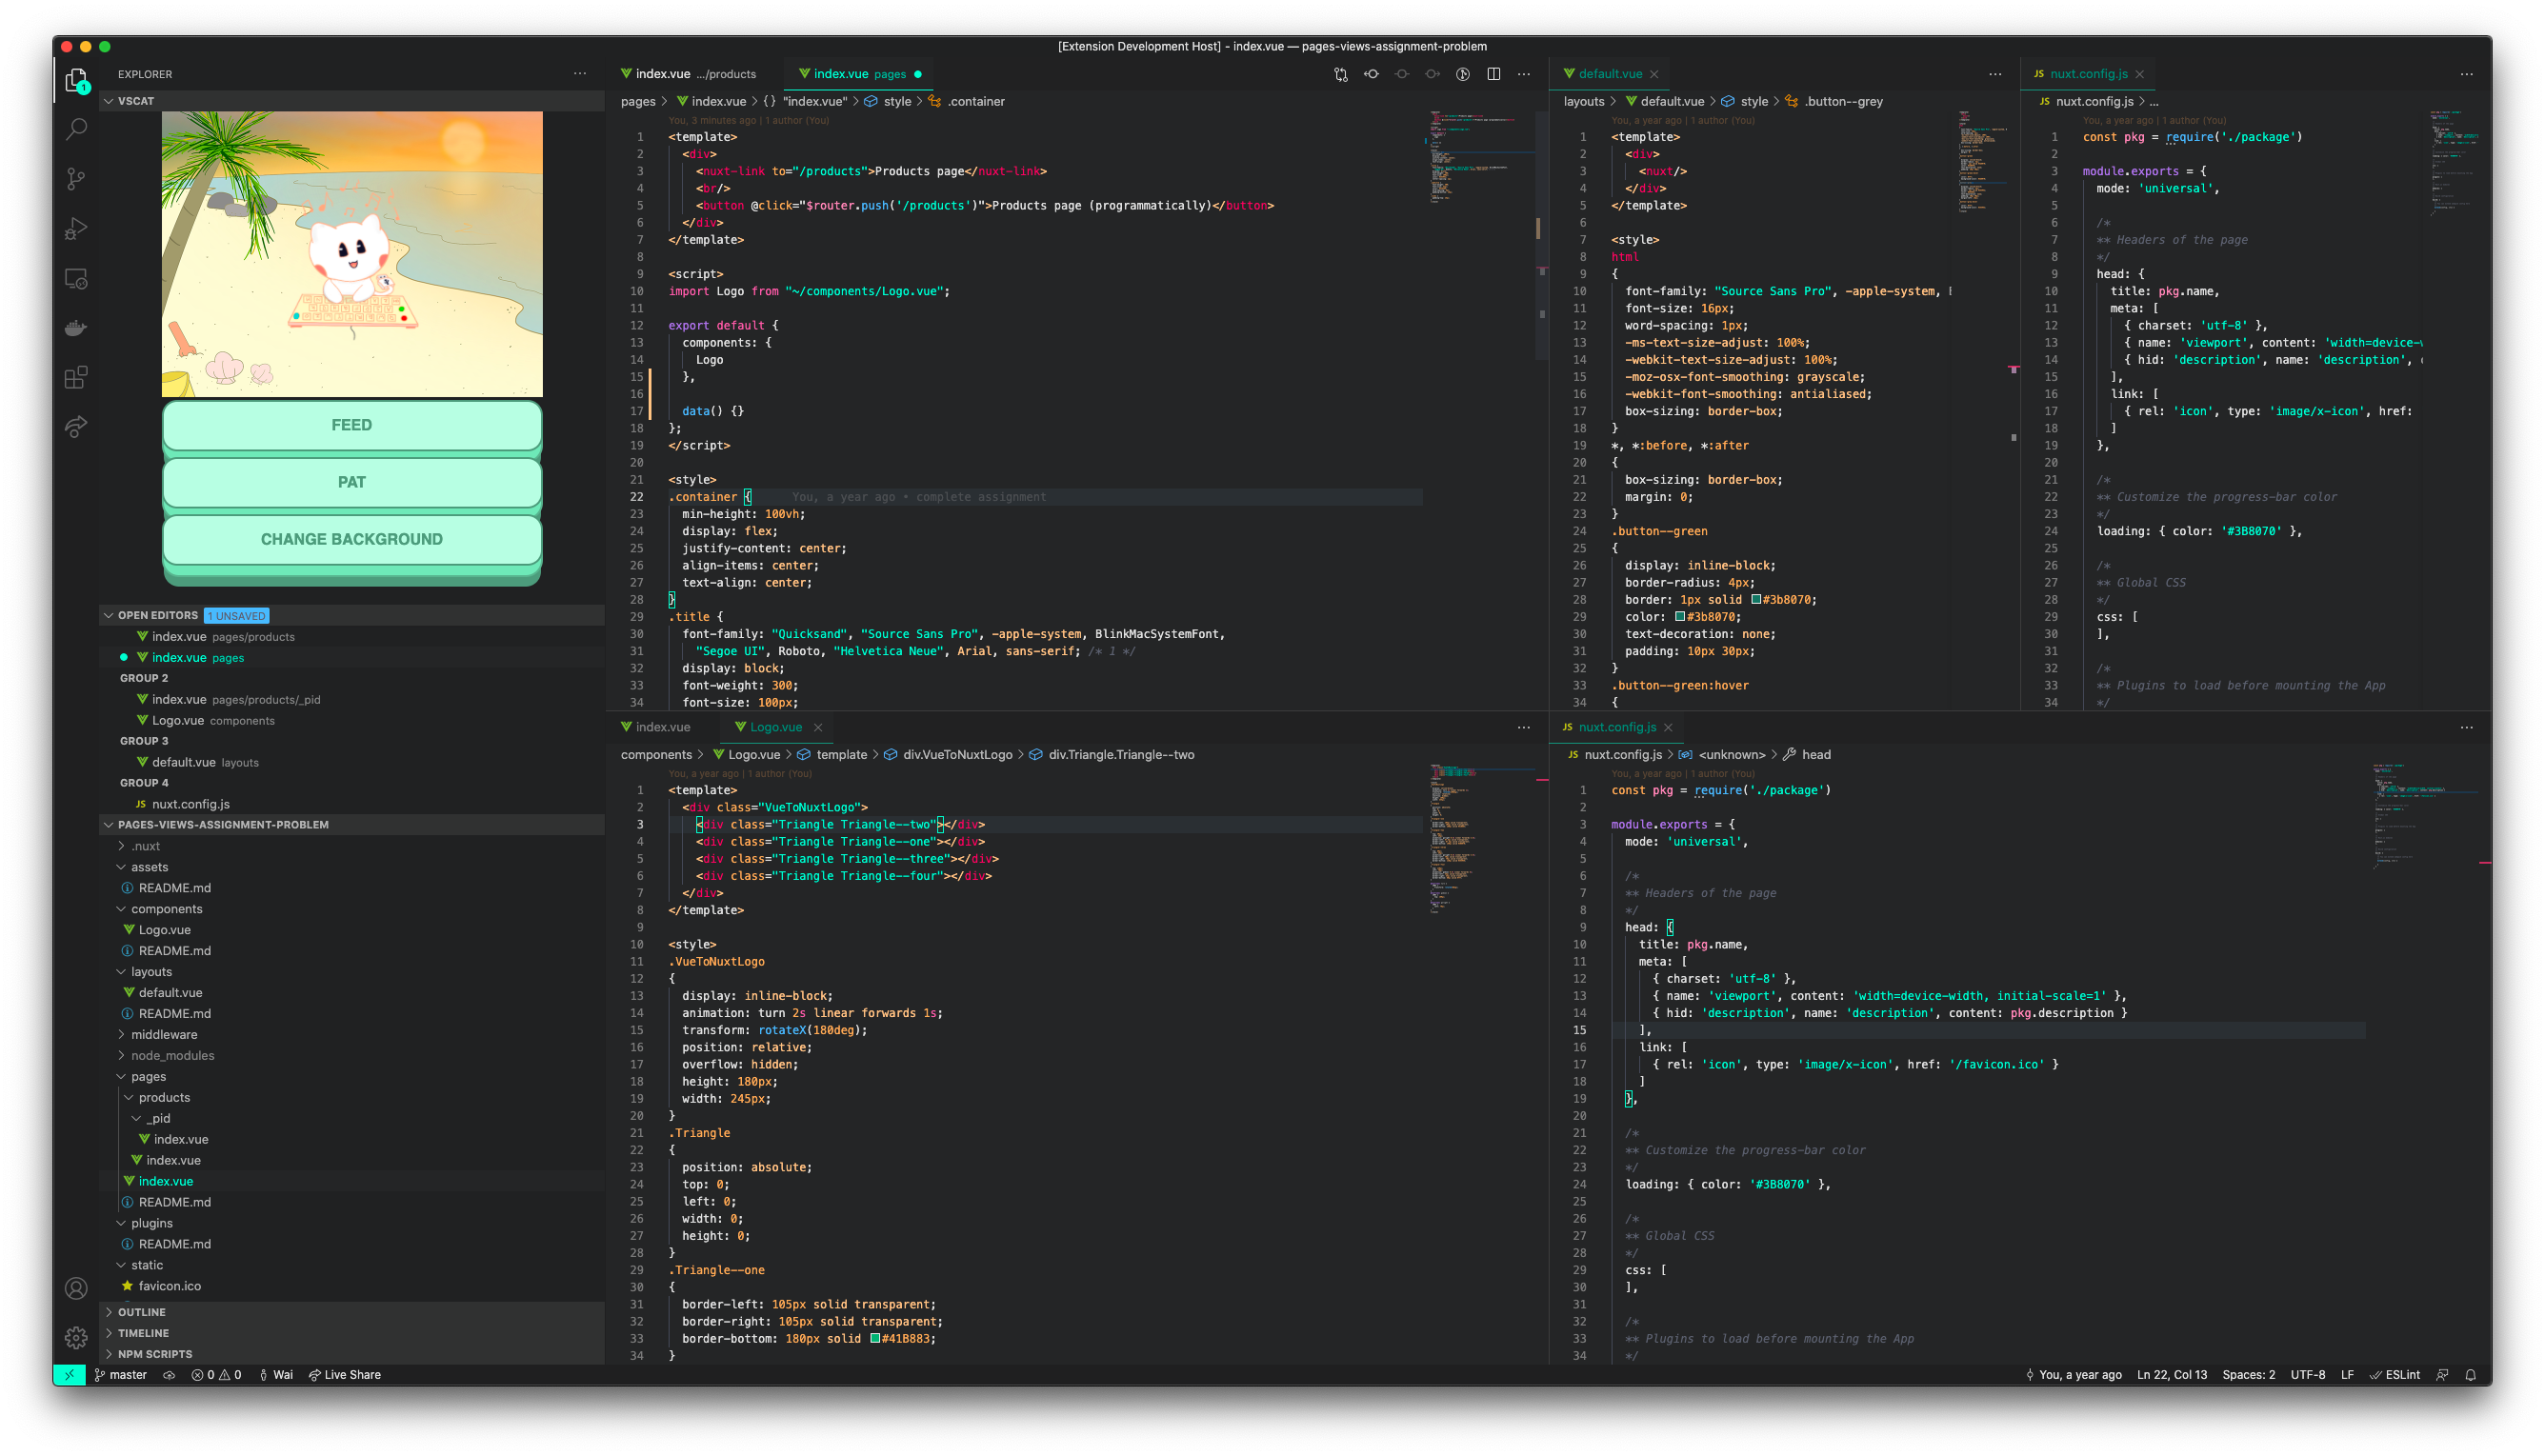 [Extension Development Host] - index.vue — pages-views-assignment-problem
EXPLORER
VSCAT
FEED
PAT
CHANGE BACKGROUND
OPEN EDITORS 1 UNSAVED
index.vue pages/products
index.vue pages
GROUP 2
index.vue pages/products/_pid
Logo.vue components
GROUP 3
default.vue layouts
GROUP 4
JS nuxt.config.js
PAGES-VIEWS-ASSIGNMENT-PROBLEM
.nuxt
assets
README.md
components
Logo.vue
README.md
layouts
default.vue
README.md
middleware
node_modules
pages
products
_pid
index.vue
index.vue
index.vue
README.md
plugins
README.md
static
favicon.ico
OUTLINE
TIMELINE
NPM SCRIPTS
index.vue .../products
index.vue pages
pages > index.vue > {} "index.vue" > style > .container
You, 3 minutes ago | 1 author (You)
1 <template>
2 <div>
3 <nuxt-link to="/products">Products page</nuxt-link>
4 <br/>
5 <button @click="$router.push('/products')">Products page (programmatically)</button>
6 </div>
7 </template>
8
9 <script>
10 import Logo from "~/components/Logo.vue";
11
12 export default {
13 components: {
14 Logo
15 },
16
17 data() {}
18 };
19 </script>
20
21 <style>
22 .container { You, a year ago • complete assignment
23 min-height: 100vh;
24 display: flex;
25 justify-content: center;
26 align-items: center;
27 text-align: center;
28 }
29 .title {
30 font-family: "Quicksand", "Source Sans Pro", -apple-system, BlinkMacSystemFont,
31 "Segoe UI", Roboto, "Helvetica Neue", Arial, sans-serif; /* 1 */
32 display: block;
33 font-weight: 300;
34 font-size: 100px;
default.vue
layouts > default.vue > style > .button--grey
You, a year ago | 1 author (You)
1 <template>
2 <div>
3 <nuxt/>
4 </div>
5 </template>
6
7 <style>
8 html
9 {
10 font-family: "Source Sans Pro", -apple-system,
11 font-size: 16px;
12 word-spacing: 1px;
13 -ms-text-size-adjust: 100%;
14 -webkit-text-size-adjust: 100%;
15 -moz-osx-font-smoothing: grayscale;
16 -webkit-font-smoothing: antialiased;
17 box-sizing: border-box;
18 }
19 *, *:before, *:after
20 {
21 box-sizing: border-box;
22 margin: 0;
23 }
24 .button--green
25 {
26 display: inline-block;
27 border-radius: 4px;
28 border: 1px solid #3b8070;
29 color: #3b8070;
30 text-decoration: none;
31 padding: 10px 30px;
32 }
33 .button--green:hover
34 {
JS nuxt.config.js
JS nuxt.config.js > ...
You, a year ago | 1 author (You)
1 const pkg = require('./package')
2
3 module.exports = {
4 mode: 'universal',
5
6 /*
7 ** Headers of the page
8 */
9 head: {
10 title: pkg.name,
11 meta: [
12 { charset: 'utf-8' },
13 { name: 'viewport', content: 'width=device-
14 { hid: 'description', name: 'description',
15 ],
16 link: [
17 { rel: 'icon', type: 'image/x-icon', href:
18 ]
19 },
20
21 /*
22 ** Customize the progress-bar color
23 */
24 loading: { color: '#3B8070' },
25
26 /*
27 ** Global CSS
28 */
29 css: [
30 ],
31
32 /*
33 ** Plugins to load before mounting the App
34 */
index.vue
Logo.vue
components > Logo.vue > template > div.VueToNuxtLogo > div.Triangle.Triangle--two
You, a year ago | 1 author (You)
1 <template>
2 <div class="VueToNuxtLogo">
3 <div class="Triangle Triangle--two"></div>
4 <div class="Triangle Triangle--one"></div>
5 <div class="Triangle Triangle--three"></div>
6 <div class="Triangle Triangle--four"></div>
7 </div>
8 </template>
9
10 <style>
11 .VueToNuxtLogo
12 {
13 display: inline-block;
14 animation: turn 2s linear forwards 1s;
15 transform: rotateX(180deg);
16 position: relative;
17 overflow: hidden;
18 height: 180px;
19 width: 245px;
20 }
21 .Triangle
22 {
23 position: absolute;
24 top: 0;
25 left: 0;
26 width: 0;
27 height: 0;
28 }
29 .Triangle--one
30 {
31 border-left: 105px solid transparent;
32 border-right: 105px solid transparent;
33 border-bottom: 180px solid #41B883;
34 }
JS nuxt.config.js
JS nuxt.config.js > <unknown> > head
You, a year ago | 1 author (You)
1 const pkg = require('./package')
2
3 module.exports = {
4 mode: 'universal',
5
6 /*
7 ** Headers of the page
8 */
9 head: {
10 title: pkg.name,
11 meta: [
12 { charset: 'utf-8' },
13 { name: 'viewport', content: 'width=device-width, initial-scale=1' },
14 { hid: 'description', name: 'description', content: pkg.description }
15 ],
16 link: [
17 { rel: 'icon', type: 'image/x-icon', href: '/favicon.ico' }
18 ]
19 },
20
21 /*
22 ** Customize the progress-bar color
23 */
24 loading: { color: '#3B8070' },
25
26 /*
27 ** Global CSS
28 */
29 css: [
30 ],
31
32 /*
33 ** Plugins to load before mounting the App
34 */
master 0 0 Wai Live Share
You, a year ago Ln 22, Col 13 Spaces: 2 UTF-8 LF ESLint